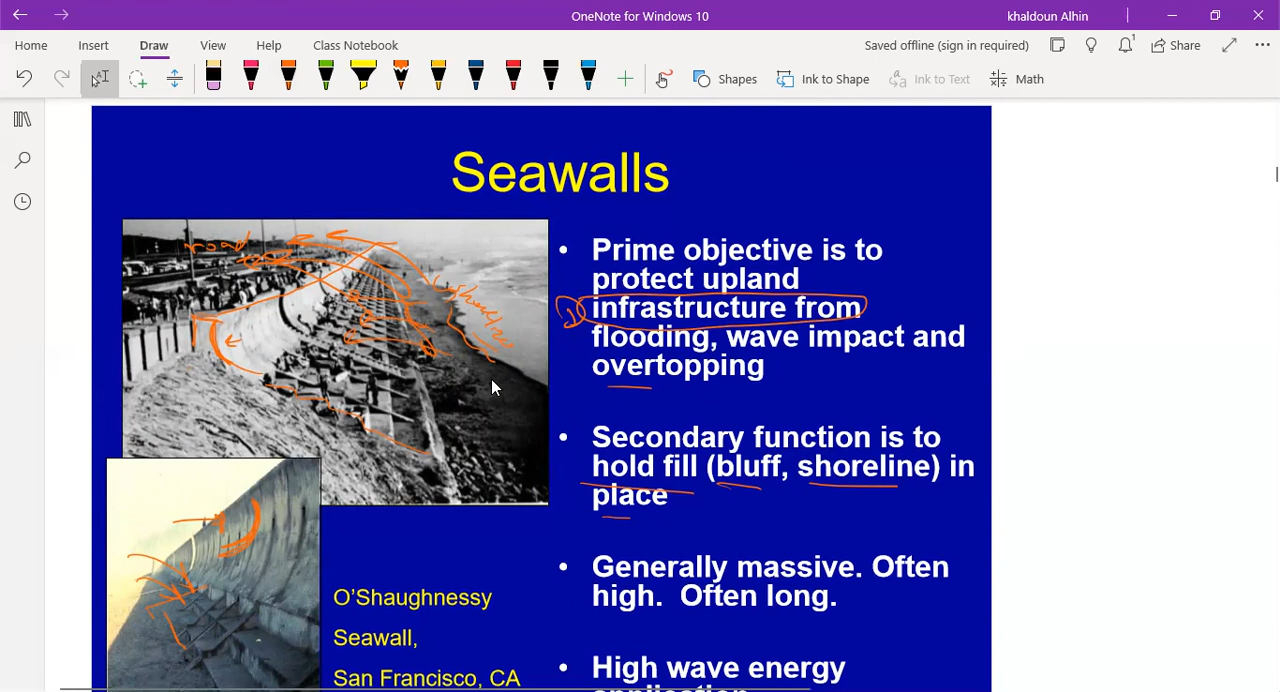 OneNote for Windows 10
khaldoun Alhin
Home Insert Draw View Help Class Notebook
Saved offline (sign in required)
1
Share
Shapes
Ink to Shape
Ink to Text
Math
Seawalls
• Prime objective is to
protect upland
infrastructure from
flooding, wave impact and
overtopping
• Secondary function is to
hold fill (bluff, shoreline) in
place
• Generally massive. Often
high. Often long.
• High wave energy
application
road
O'Shaughnessy
Seawall,
San Francisco, CA